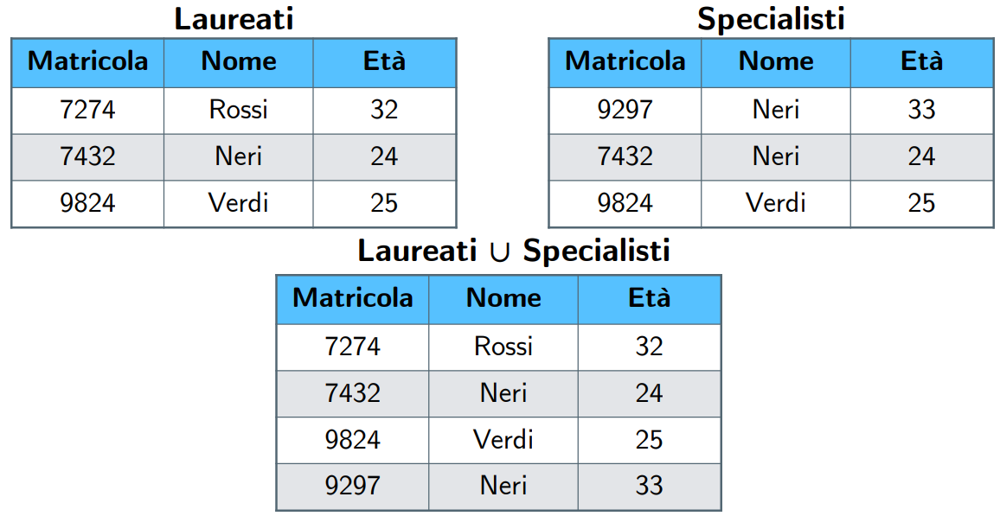 Laureati
Matricola Nome Età
7274 Rossi 32
7432 Neri 24
9824 Verdi 25
Specialisti
Matricola Nome Età
9297 Neri 33
7432 Neri 24
9824 Verdi 25
Laureati ∪ Specialisti
Matricola Nome Età
7274 Rossi 32
7432 Neri 24
9824 Verdi 25
9297 Neri 33